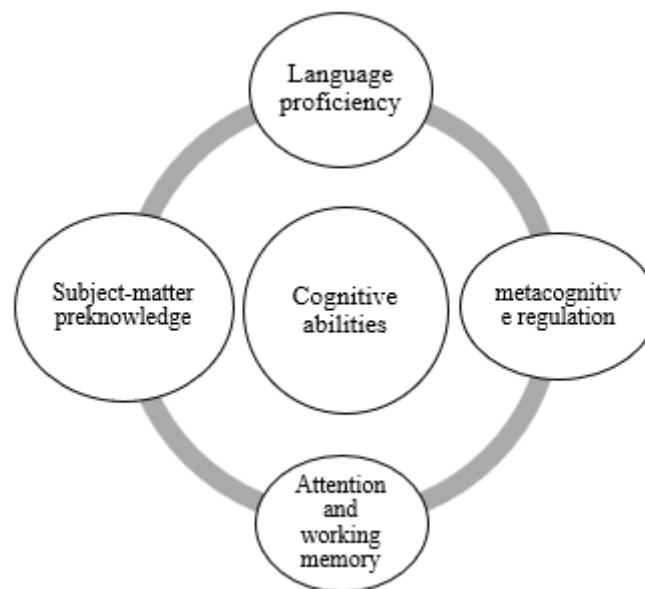 Language
proficiency
Subject-matter
preknowledge
Cognitive
abilities
metacognitiv
e regulation
Attention
and
working
memory